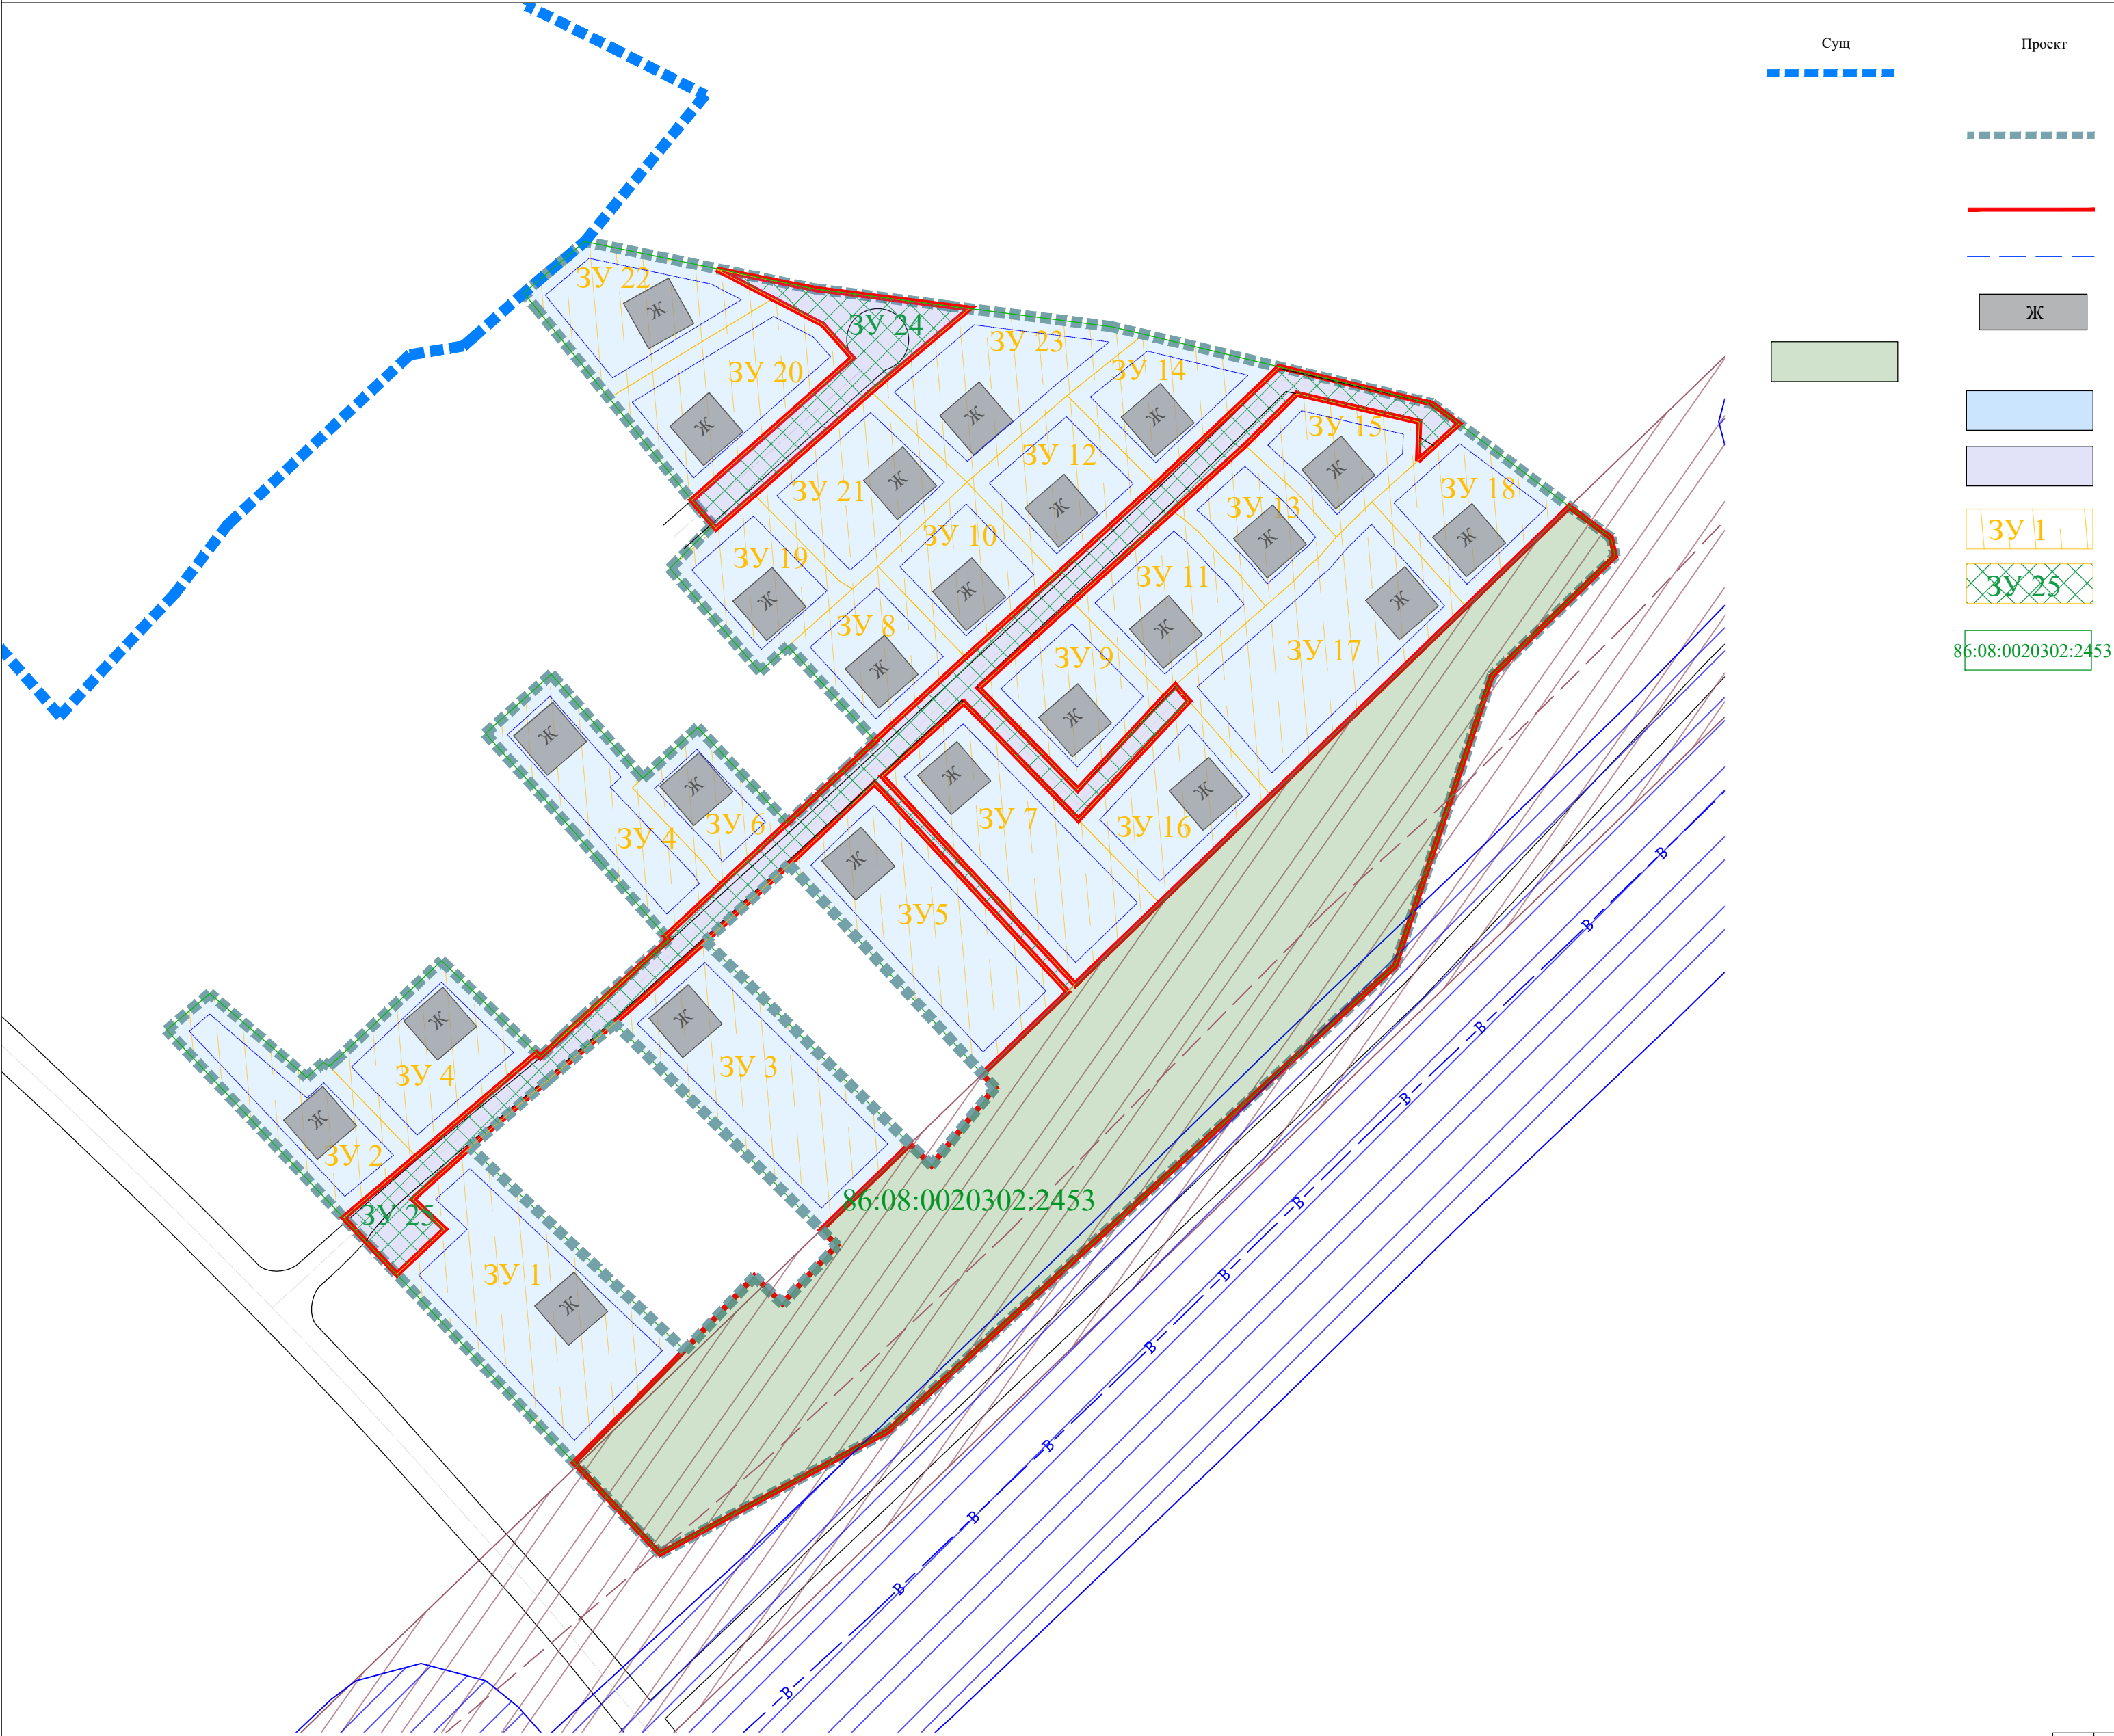 Сущ Проект
Ж
ЗУ 1
ЗУ 25
86:08:0020302:2453
ЗУ 22
Ж
ЗУ 24
ЗУ 23
ЗУ 20
ЗУ 14
Ж
Ж
Ж
ЗУ 15
Ж
ЗУ 12
ЗУ 21
Ж
ЗУ 18
ЗУ 13
Ж
Ж
Ж
ЗУ 10
ЗУ 19
ЗУ 11
Ж
Ж
Ж
ЗУ 8
Ж
ЗУ 17
ЗУ 9
Ж
Ж
Ж
Ж
Ж
Ж
Ж
ЗУ 7
ЗУ 6
ЗУ 16
ЗУ 4
Ж
ЗУ5
Ж
Ж
ЗУ 3
ЗУ 4
Ж
ЗУ 2
86:08:0020302:2453
ЗУ 25
ЗУ 1
Ж
В
В
В
В
В
В
В
В
В
В
В